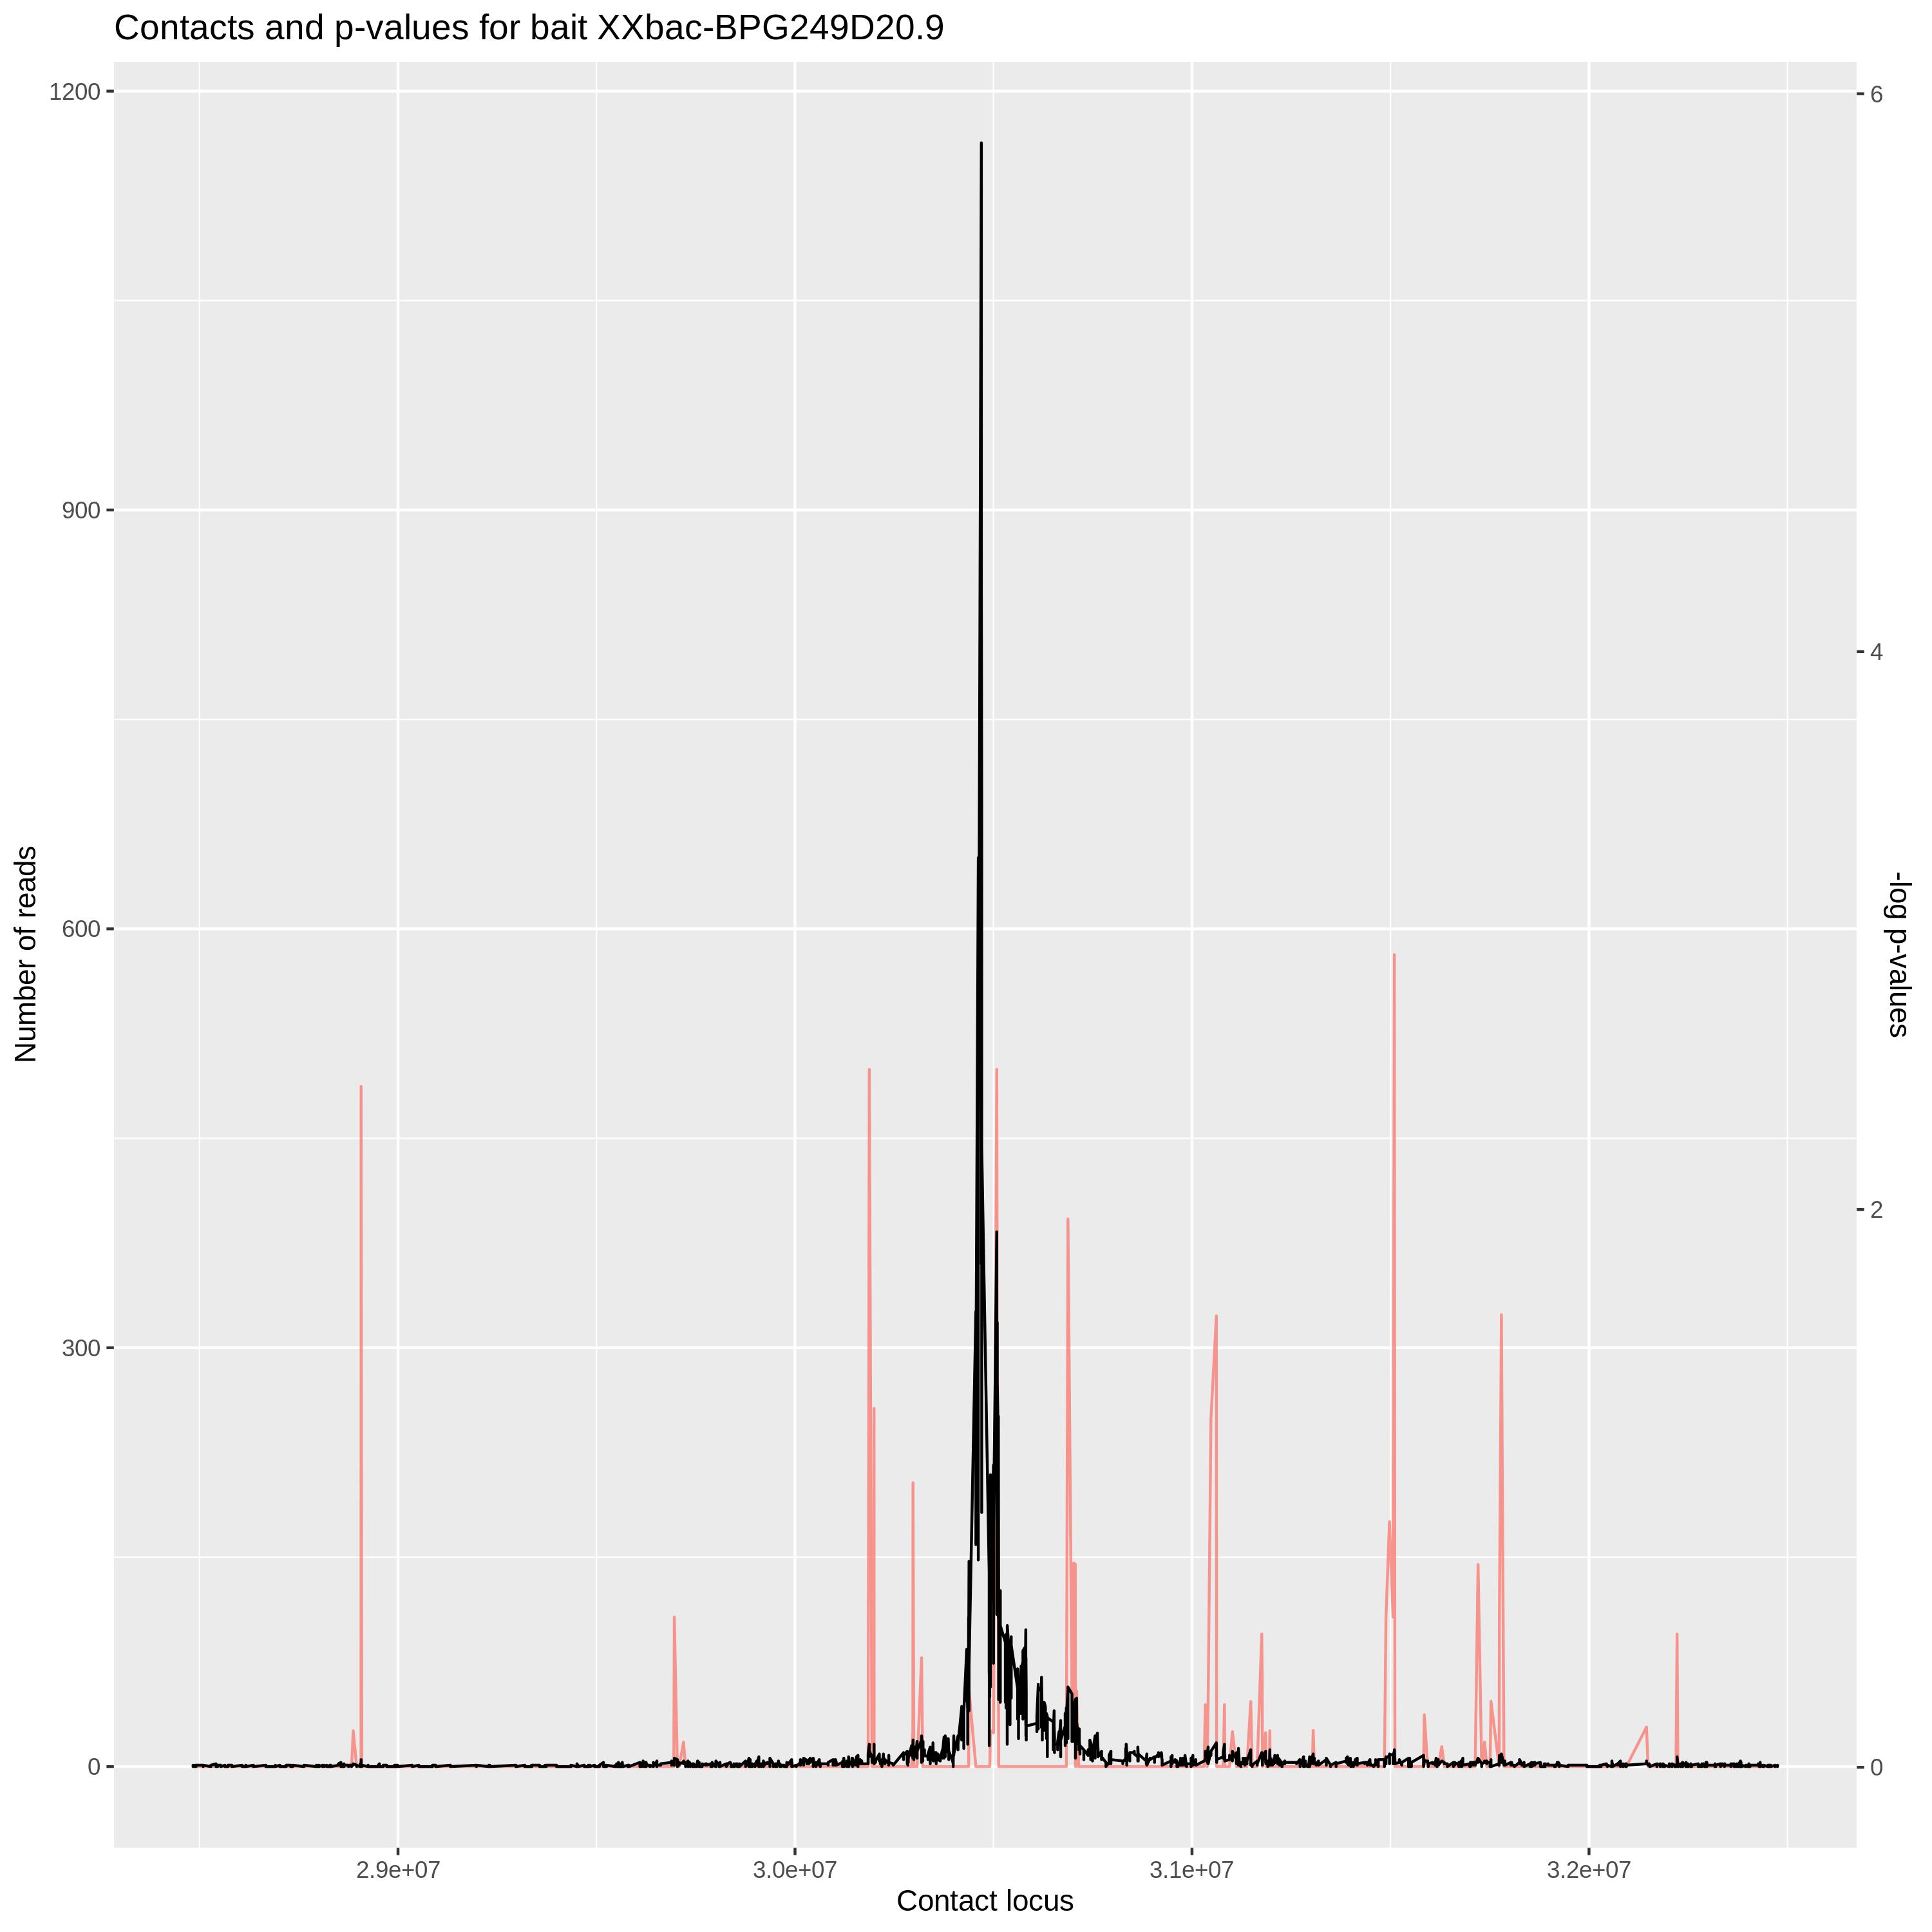 Contacts and p-values for bait XXbac-BPG249D20.9
1200
900
600
300
0
Number of reads
6
4
2
0
-log p-values
2.9e+07 3.0e+07 3.1e+07 3.2e+07
Contact locus